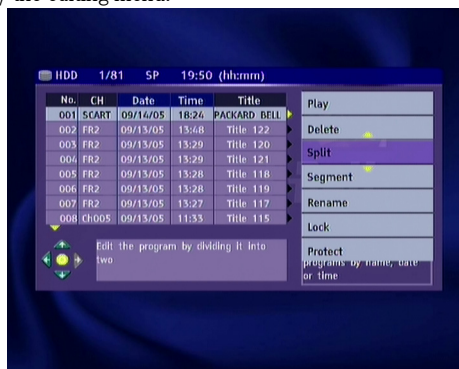 the editing menu.
HDD 1/81 SP 19:50 (hh:mm)
No. CH Date Time Title
001 SCART 09/14/05 18:24 PACKARD BELL
002 FR2 09/13/05 13:48 Title 122
003 FR2 09/13/05 13:29 Title 120
004 FR2 09/13/05 13:29 Title 121
005 FR2 09/13/05 13:28 Title 118
006 FR2 09/13/05 13:28 Title 119
007 FR2 09/13/05 13:27 Title 117
008 Ch005 09/13/05 11:33 Title 115
Play
Delete
Split
Segment
Rename
Lock
Protect
Edit the program by dividing it into
two
programs by name, date
or time